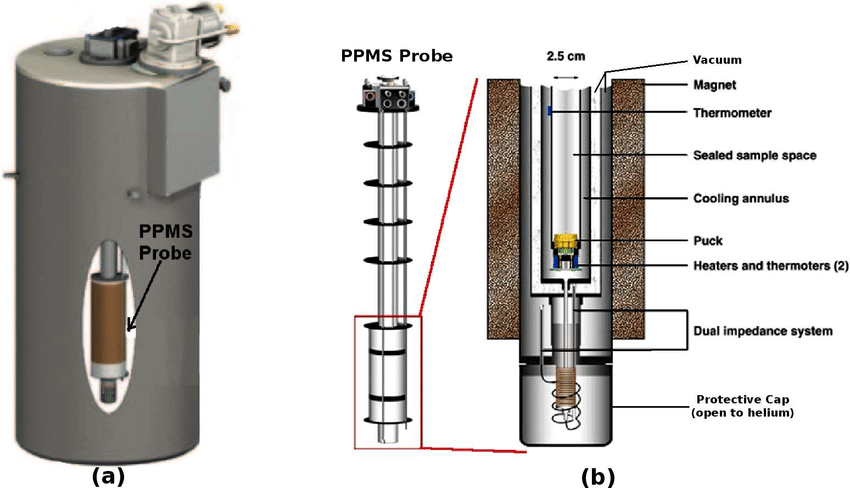 PPMS
Probe
(a)
PPMS Probe
2.5 cm
Vacuum
Magnet
Thermometer
Sealed sample space
Cooling annulus
Puck
Heaters and thermoters (2)
Dual impedance system
Protective Cap
(open to helium)
(b)